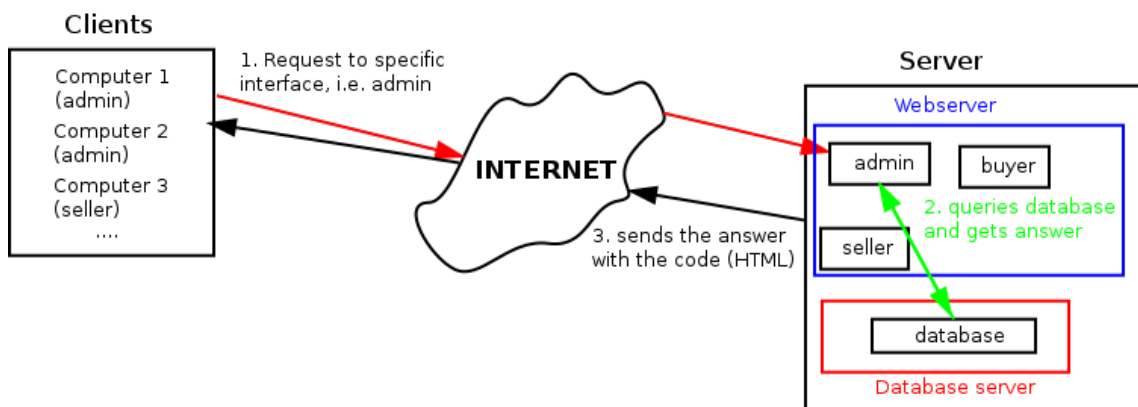 Clients
Computer 1
(admin)
Computer 2
(admin)
Computer 3
(seller)
....
1. Request to specific
interface, i.e. admin
INTERNET
3. sends the answer
with the code (HTML)
Server
Webserver
admin
buyer
2. queries database
and gets answer
seller
database
Database server